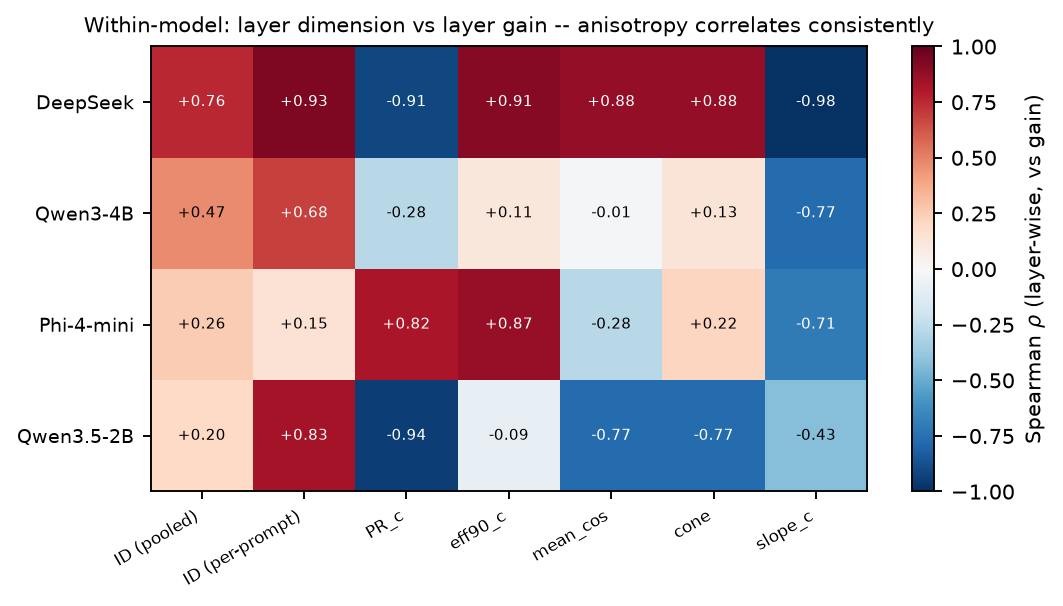 Within-model: layer dimension vs layer gain -- anisotropy correlates consistently
DeepSeek +0.76 +0.93 -0.91 +0.91 +0.88 +0.88 -0.98
Qwen3-4B +0.47 +0.68 -0.28 +0.11 -0.01 +0.13 -0.77
Phi-4-mini +0.26 +0.15 +0.82 +0.87 -0.28 +0.22 -0.71
Qwen3.5-2B +0.20 +0.83 -0.94 -0.09 -0.77 -0.77 -0.43
ID (pooled)
ID (per-prompt)
PR_c
eff90_c
mean_cos
cone
slope_c
1.00
0.75
0.50
0.25
0.00
−0.25
−0.50
−0.75
−1.00
Spearman ρ (layer-wise, vs gain)